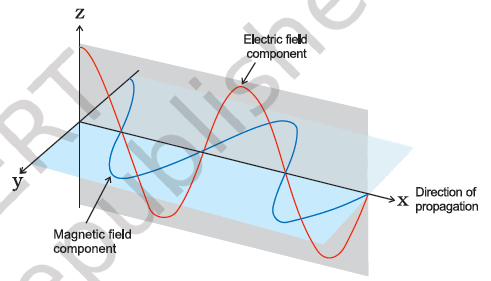 z
Electric field
component
y
x
Direction of
propagation
Magnetic field
component